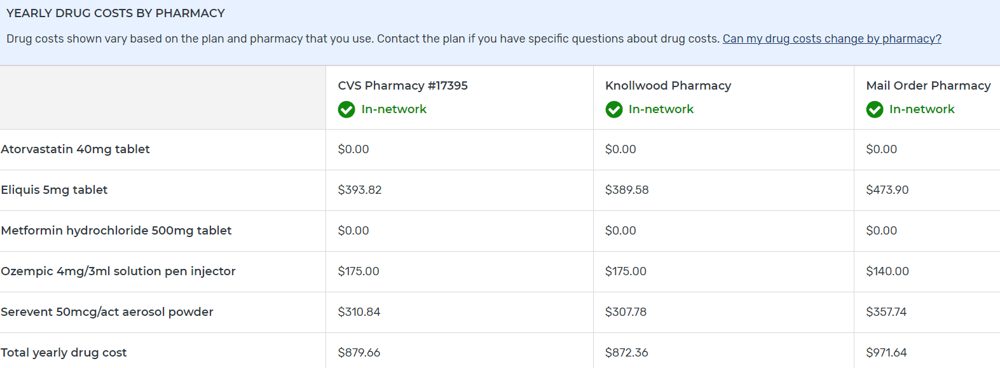 YEARLY DRUG COSTS BY PHARMACY
Drug costs shown vary based on the plan and pharmacy that you use. Contact the plan if you have specific questions about drug costs. Can my drug costs change by pharmacy?
CVS Pharmacy #17395 Knollwood Pharmacy Mail Order Pharmacy
In-network In-network In-network
Atorvastatin 40mg tablet $0.00 $0.00 $0.00
Eliquis 5mg tablet $393.82 $389.58 $473.90
Metformin hydrochloride 500mg tablet $0.00 $0.00 $0.00
Ozempic 4mg/3ml solution pen injector $175.00 $175.00 $140.00
Serevent 50mcg/act aerosol powder $310.84 $307.78 $357.74
Total yearly drug cost $879.66 $872.36 $971.64